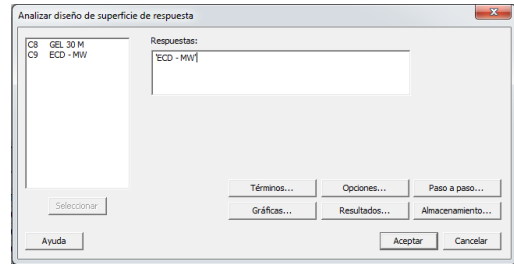 Analizar diseño de superficie de respuesta
C8 GEL 30 M
C9 ECD - MW
Respuestas:
'ECD - MW'
Seleccionar
Términos...
Opciones...
Paso a paso...
Gráficas...
Resultados...
Almacenamiento...
Ayuda
Aceptar
Cancelar